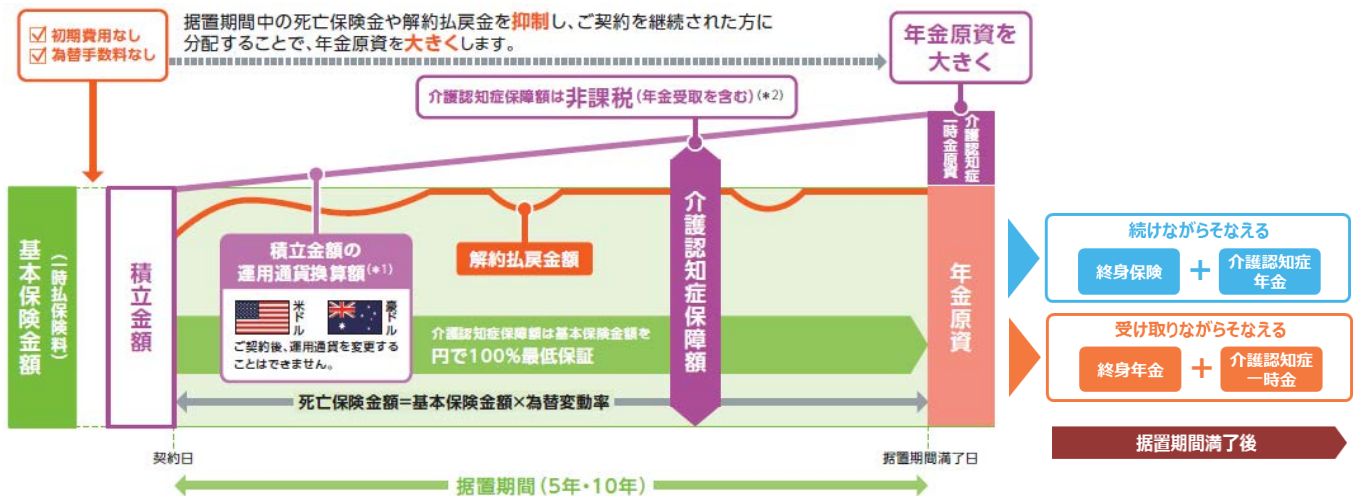 初期費用なし
為替手数料なし
据置期間中の死亡保険金や解約払戻金を抑制し、ご契約を継続された方に
分配することで、年金原資を大きくします。
年金原資を
大きく
介護認知症保障額は非課税(年金受取を含む)(*2)
介護認知症
一時金原資
基本保険金額
(一時払保険料)
積立金額
積立金額の
運用通貨換算額(*1)
米ドル
豪ドル
ご契約後、運用通貨を変更する
ことはできません。
解約払戻金額
介護認知症保障額
介護認知症保障額は基本保険金額を
円で100%最低保証
死亡保険金額=基本保険金額×為替変動率
年金原資
契約日
据置期間満了日
据置期間(5年・10年)
続けながらそなえる
終身保険
+
介護認知症
年金
受け取りながらそなえる
終身年金
+
介護認知症
一時金
据置期間満了後